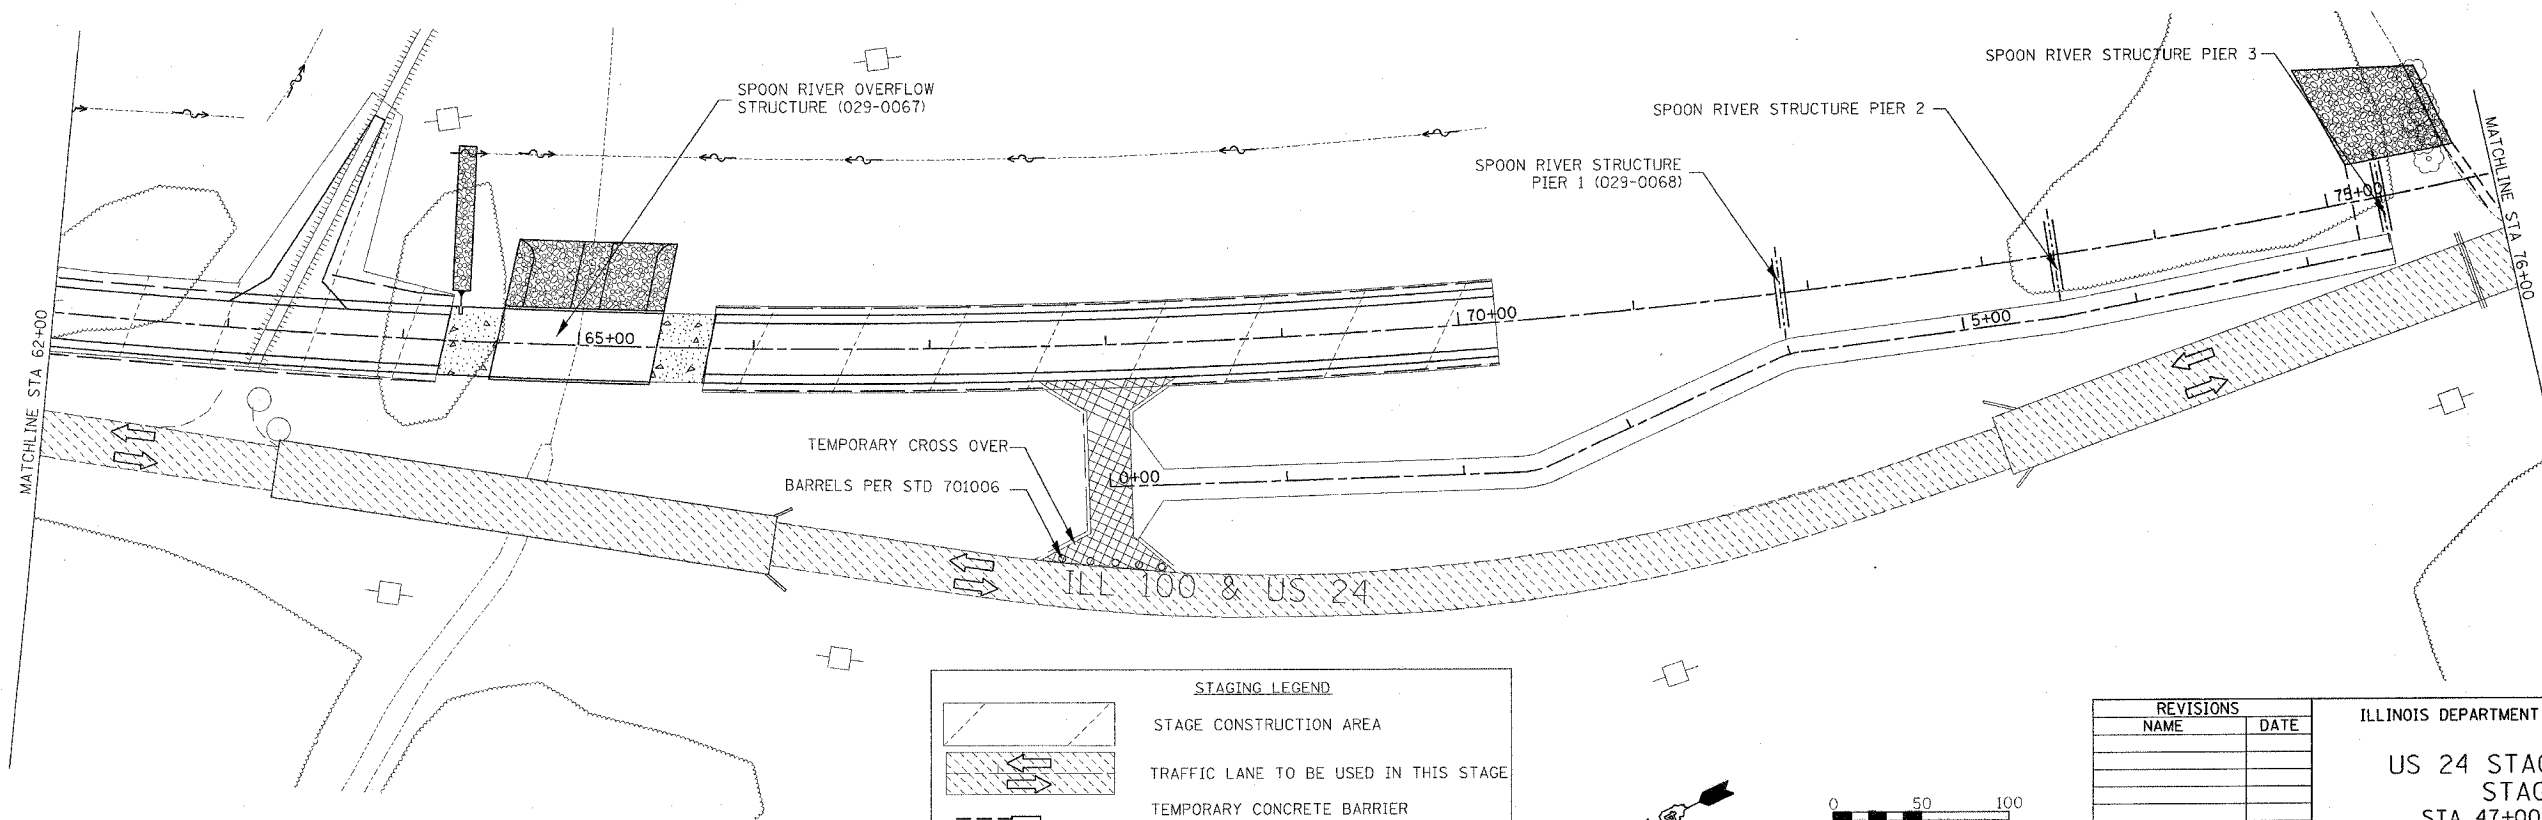 SPOON RIVER OVERFLOW
STRUCTURE (029-0067)
SPOON RIVER STRUCTURE PIER 3
SPOON RIVER STRUCTURE PIER 2
SPOON RIVER STRUCTURE
PIER 1 (029-0068)
MATCHLINE STA 62+00
MATCHLINE STA 76+00
75+00
70+00
65+00
5+00
0+00
TEMPORARY CROSS OVER
BARRELS PER STD 701006
ILL 100 & US 24
STAGING LEGEND
STAGE CONSTRUCTION AREA
TRAFFIC LANE TO BE USED IN THIS STAGE
TEMPORARY CONCRETE BARRIER
0 50 100
REVISIONS
NAME DATE
ILLINOIS DEPARTMENT
US 24 STAG
STAG
STA 47+00